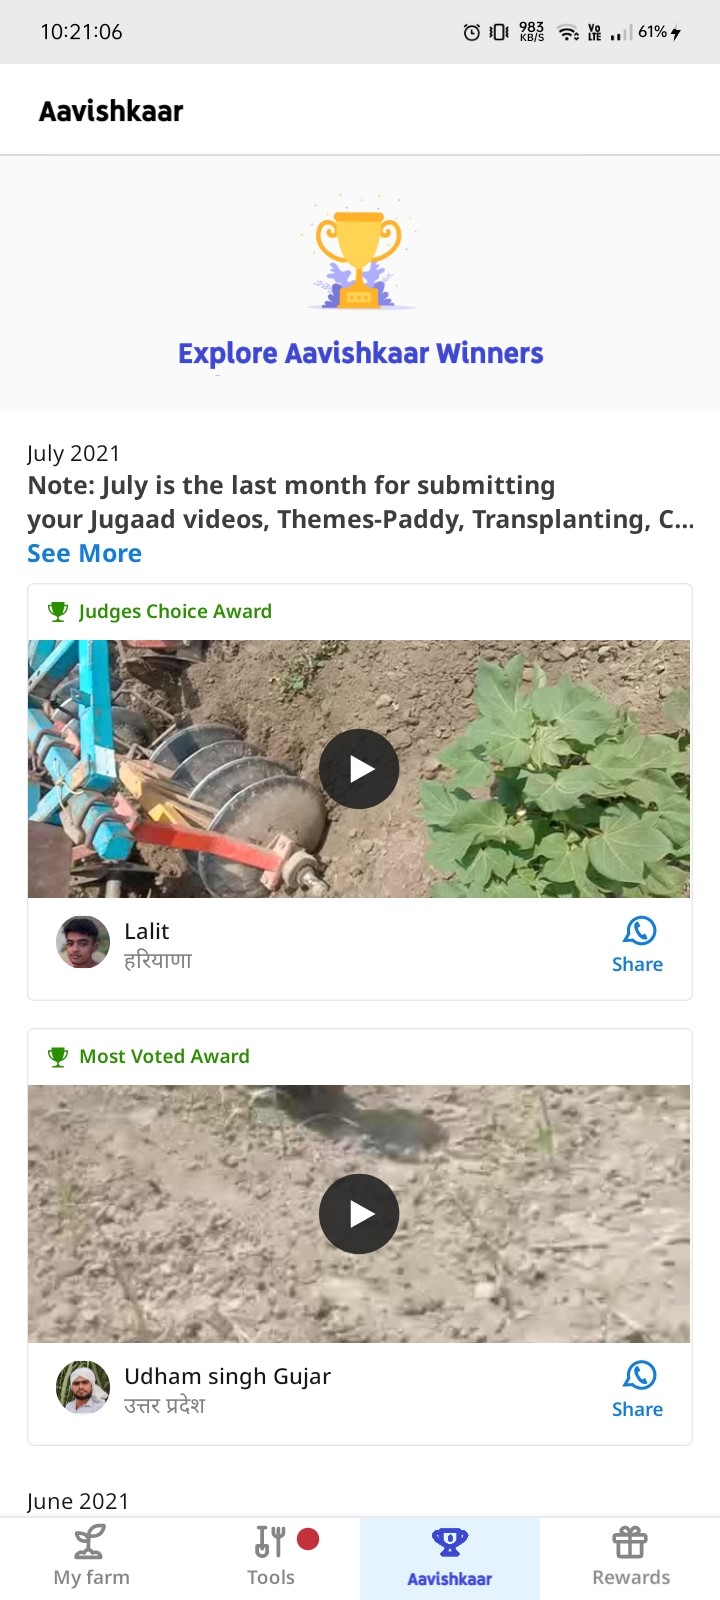 10:21:06
983 KB/S Vo LTE 61%
Aavishkaar
Explore Aavishkaar Winners
July 2021
Note: July is the last month for submitting
your Jugaad videos, Themes-Paddy, Transplanting, C...
See More
Judges Choice Award
Lalit
हरियाणा
Share
Most Voted Award
Udham singh Gujar
उत्तर प्रदेश
Share
June 2021
My farm
Tools
Aavishkaar
Rewards